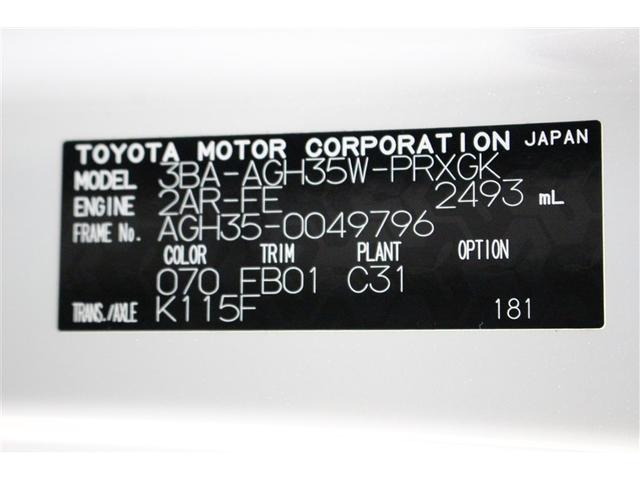 TOYOTA MOTOR CORPORATION JAPAN
MODEL 3BA-AGH35W-PRXGK
ENGINE 2AR-FE 2493 mL
FRAME No. AGH35-0049796
COLOR TRIM PLANT OPTION
070 FB01 C31
TRANS./AXLE K115F 181